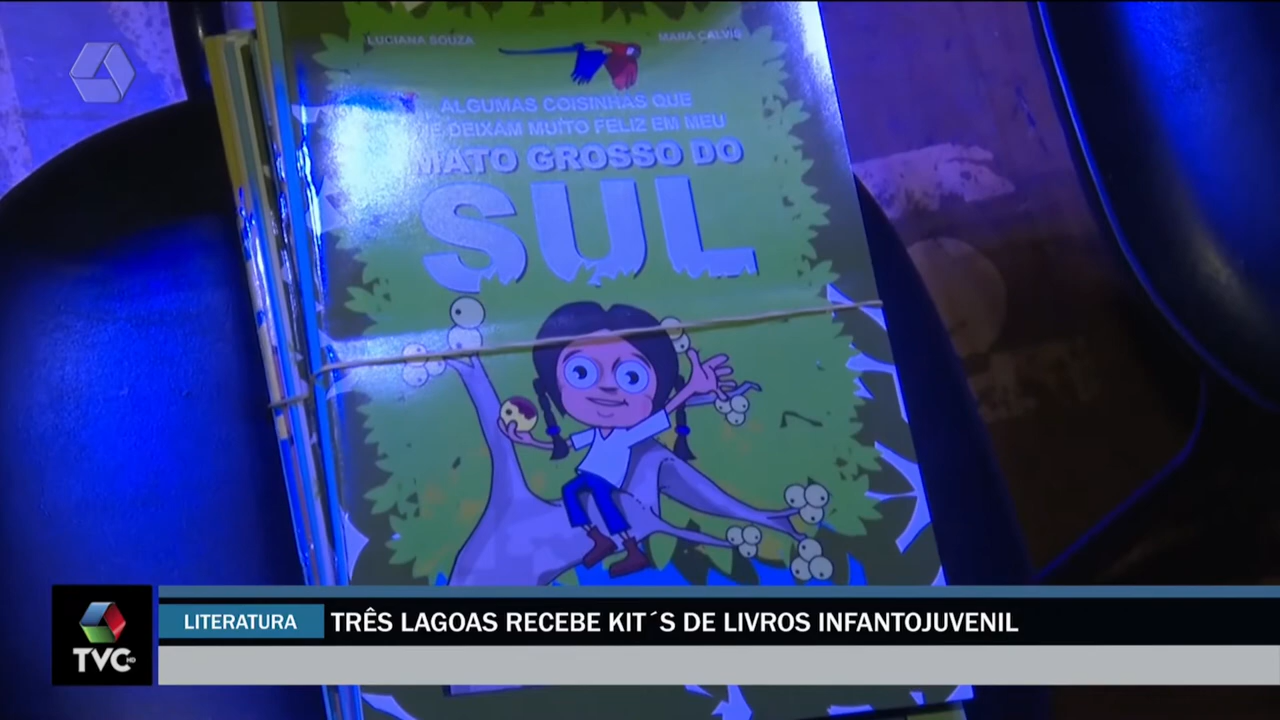 LUCIANA SOUZA
MARA CALVIS
ALGUMAS COISINHAS QUE
ME DEIXAM MUITO FELIZ EM MEU
MATO GROSSO DO
SUL
LITERATURA
TRÊS LAGOAS RECEBE KIT´S DE LIVROS INFANTOJUVENIL
TVC HD